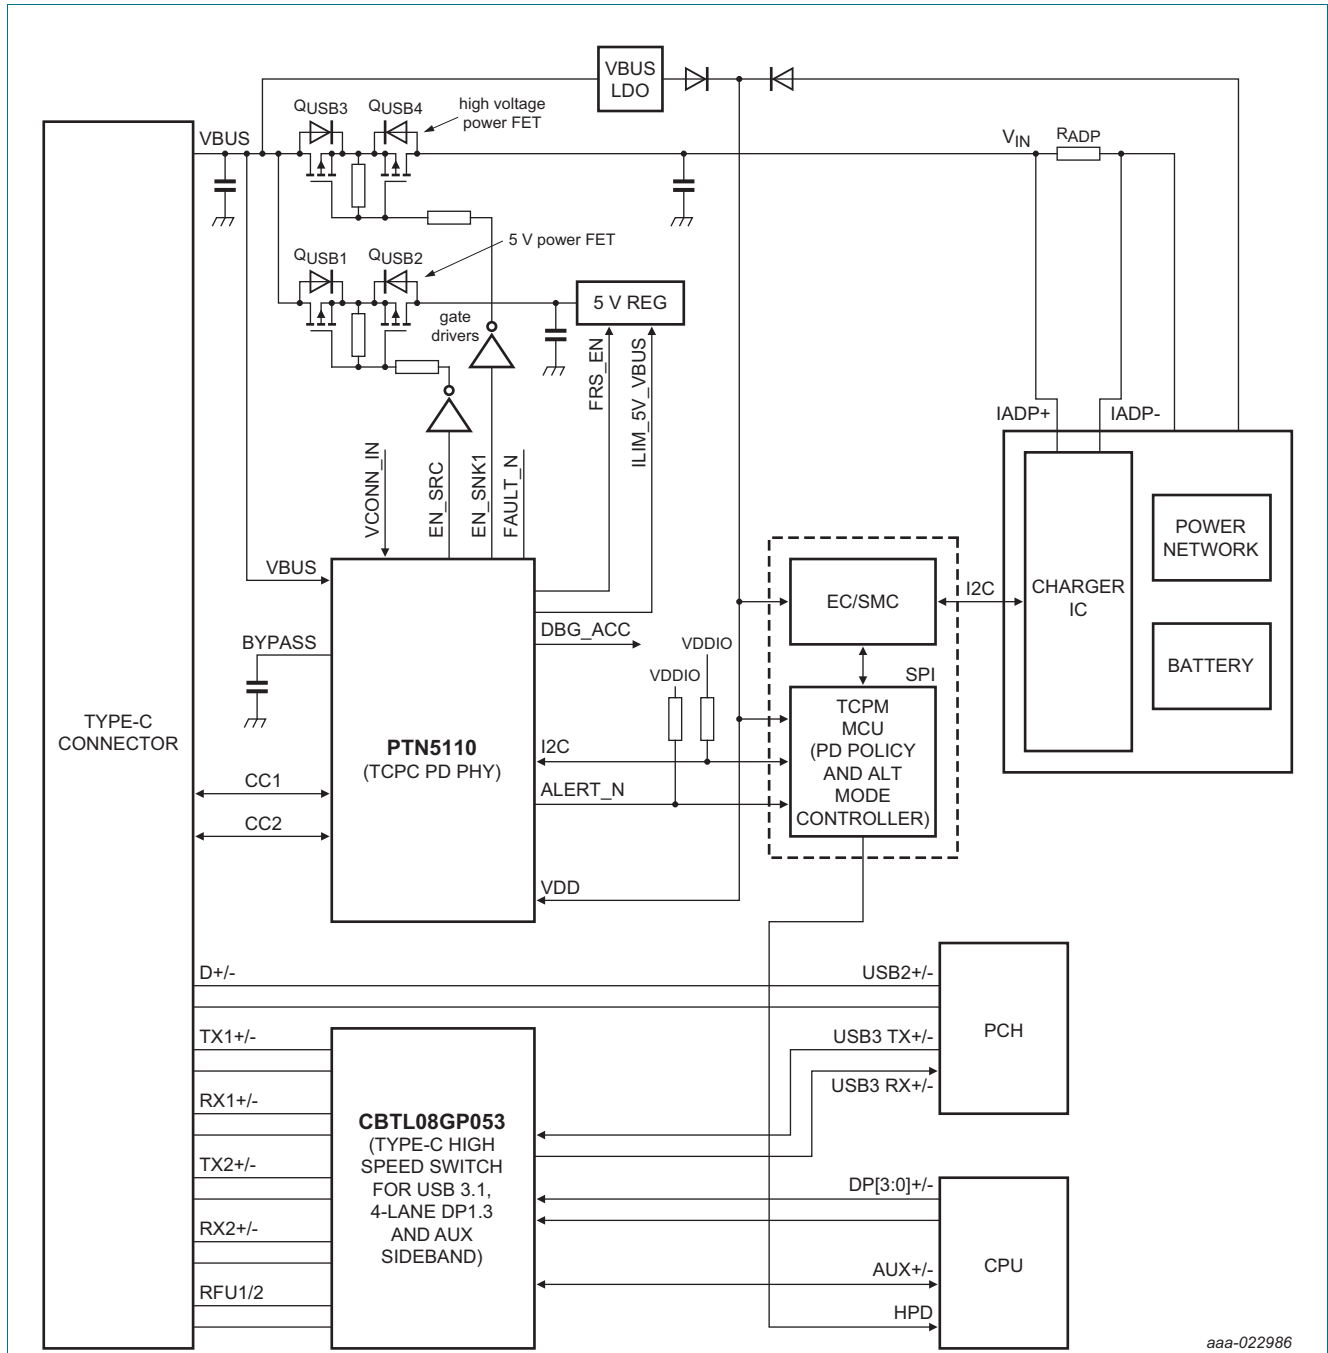 VBUS
LDO
QUSB3
QUSB4
high voltage
power FET
VBUS
VIN
RADP
5 V power FET
QUSB1
QUSB2
5 V REG
gate
drivers
FRS_EN
ILIM_5V_VBUS
IADP+
IADP-
VCONN_IN
EN_SRC
EN_SNK1
FAULT_N
POWER
NETWORK
VBUS
EC/SMC
I2C
CHARGER
IC
DBG_ACC
BYPASS
VDDIO
VDDIO
SPI
BATTERY
TYPE-C
CONNECTOR
PTN5110
(TCPC PD PHY)
TCPM
MCU
(PD POLICY
AND ALT
MODE
CONTROLLER)
I2C
CC1
ALERT_N
CC2
VDD
D+/-
USB2+/-
TX1+/-
USB3 TX+/-
PCH
USB3 RX+/-
RX1+/-
CBTL08GP053
(TYPE-C HIGH
SPEED SWITCH
FOR USB 3.1,
4-LANE DP1.3
AND AUX
SIDEBAND)
TX2+/-
DP[3:0]+/-
RX2+/-
AUX+/-
CPU
RFU1/2
HPD
aaa-022986